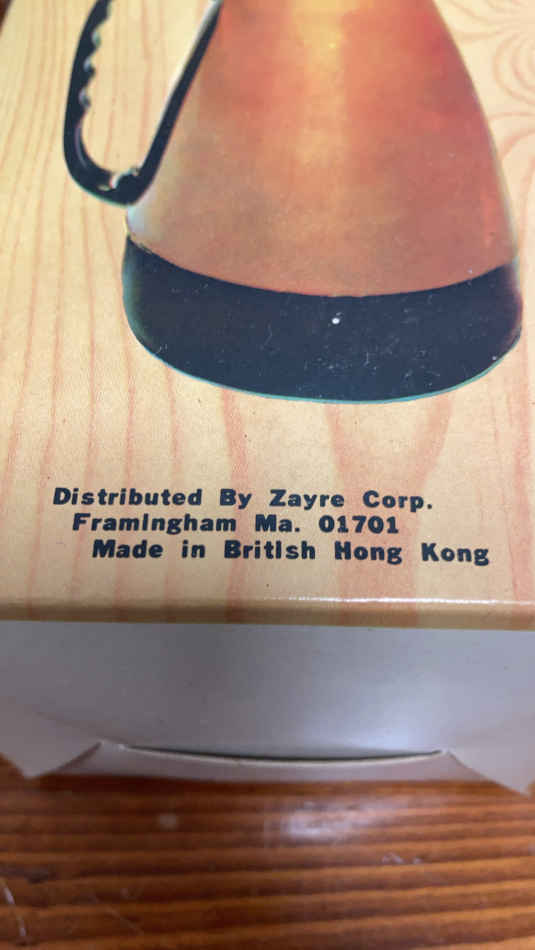 Distributed By Zayre Corp.
Framingham Ma. 01701
Made in British Hong Kong